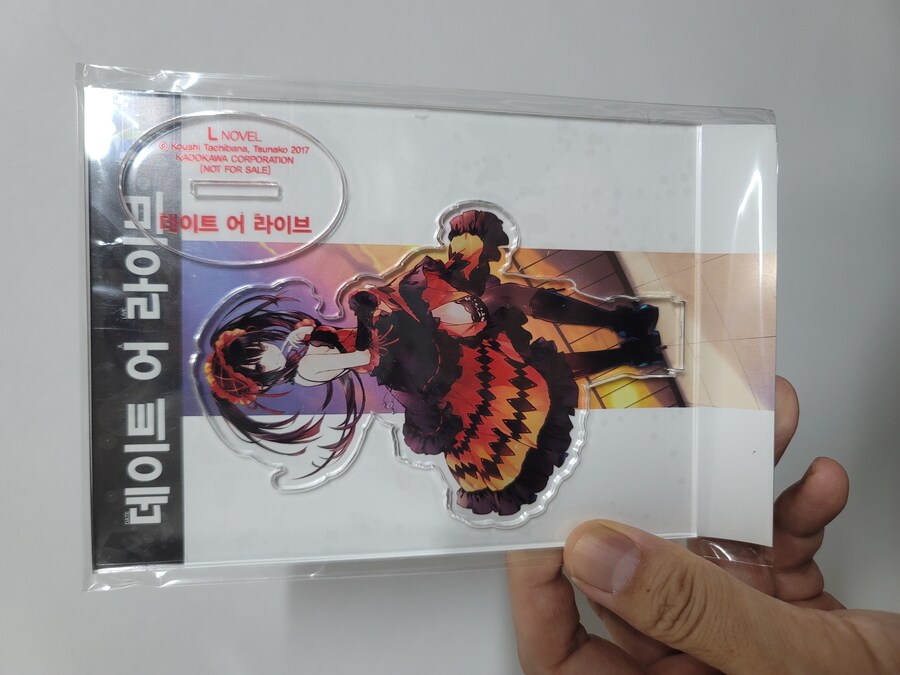 L NOVEL
© Koushi Tachibana, Tsunako 2017
KADOKAWA CORPORATION
[NOT FOR SALE]
데이트 어 라이브
데이트 어 라이브